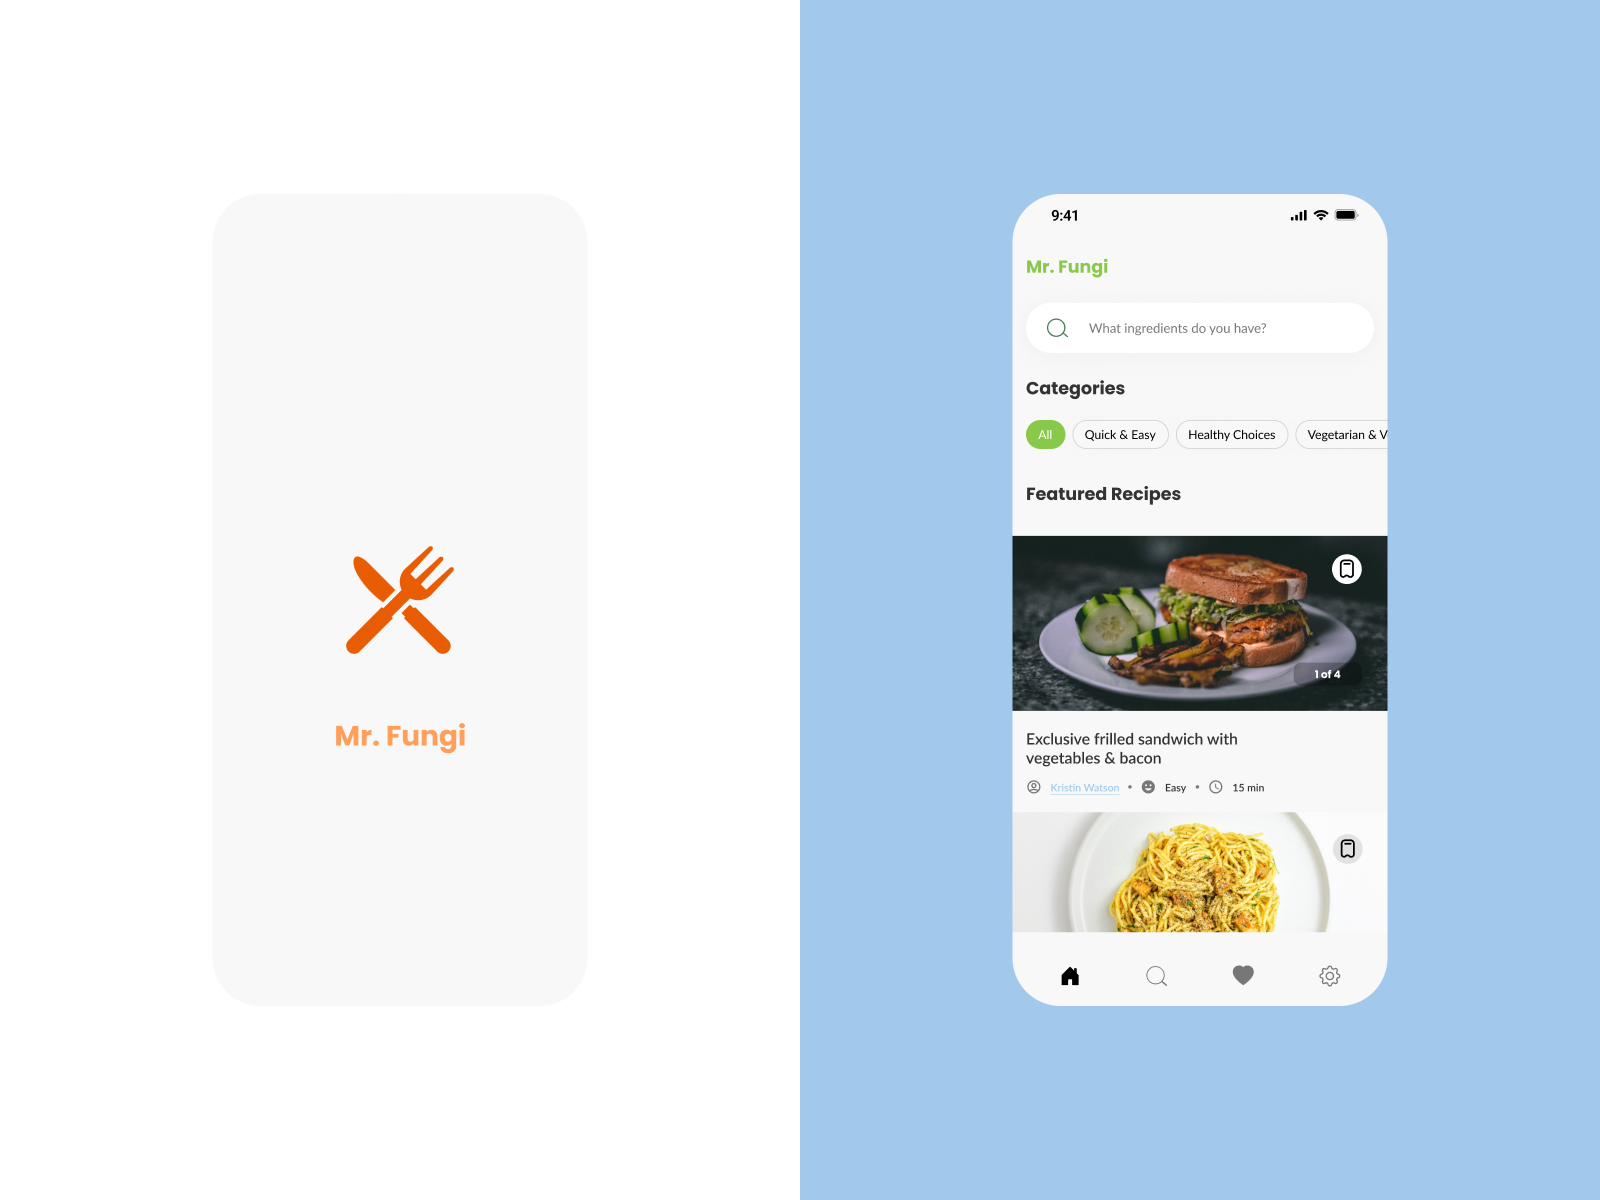 Mr. Fungi
9:41
Mr. Fungi
What ingredients do you have?
Categories
All
Quick & Easy
Healthy Choices
Vegetarian & V
Featured Recipes
1 of 4
Exclusive frilled sandwich with
vegetables & bacon
Kristin Watson • Easy • 15 min